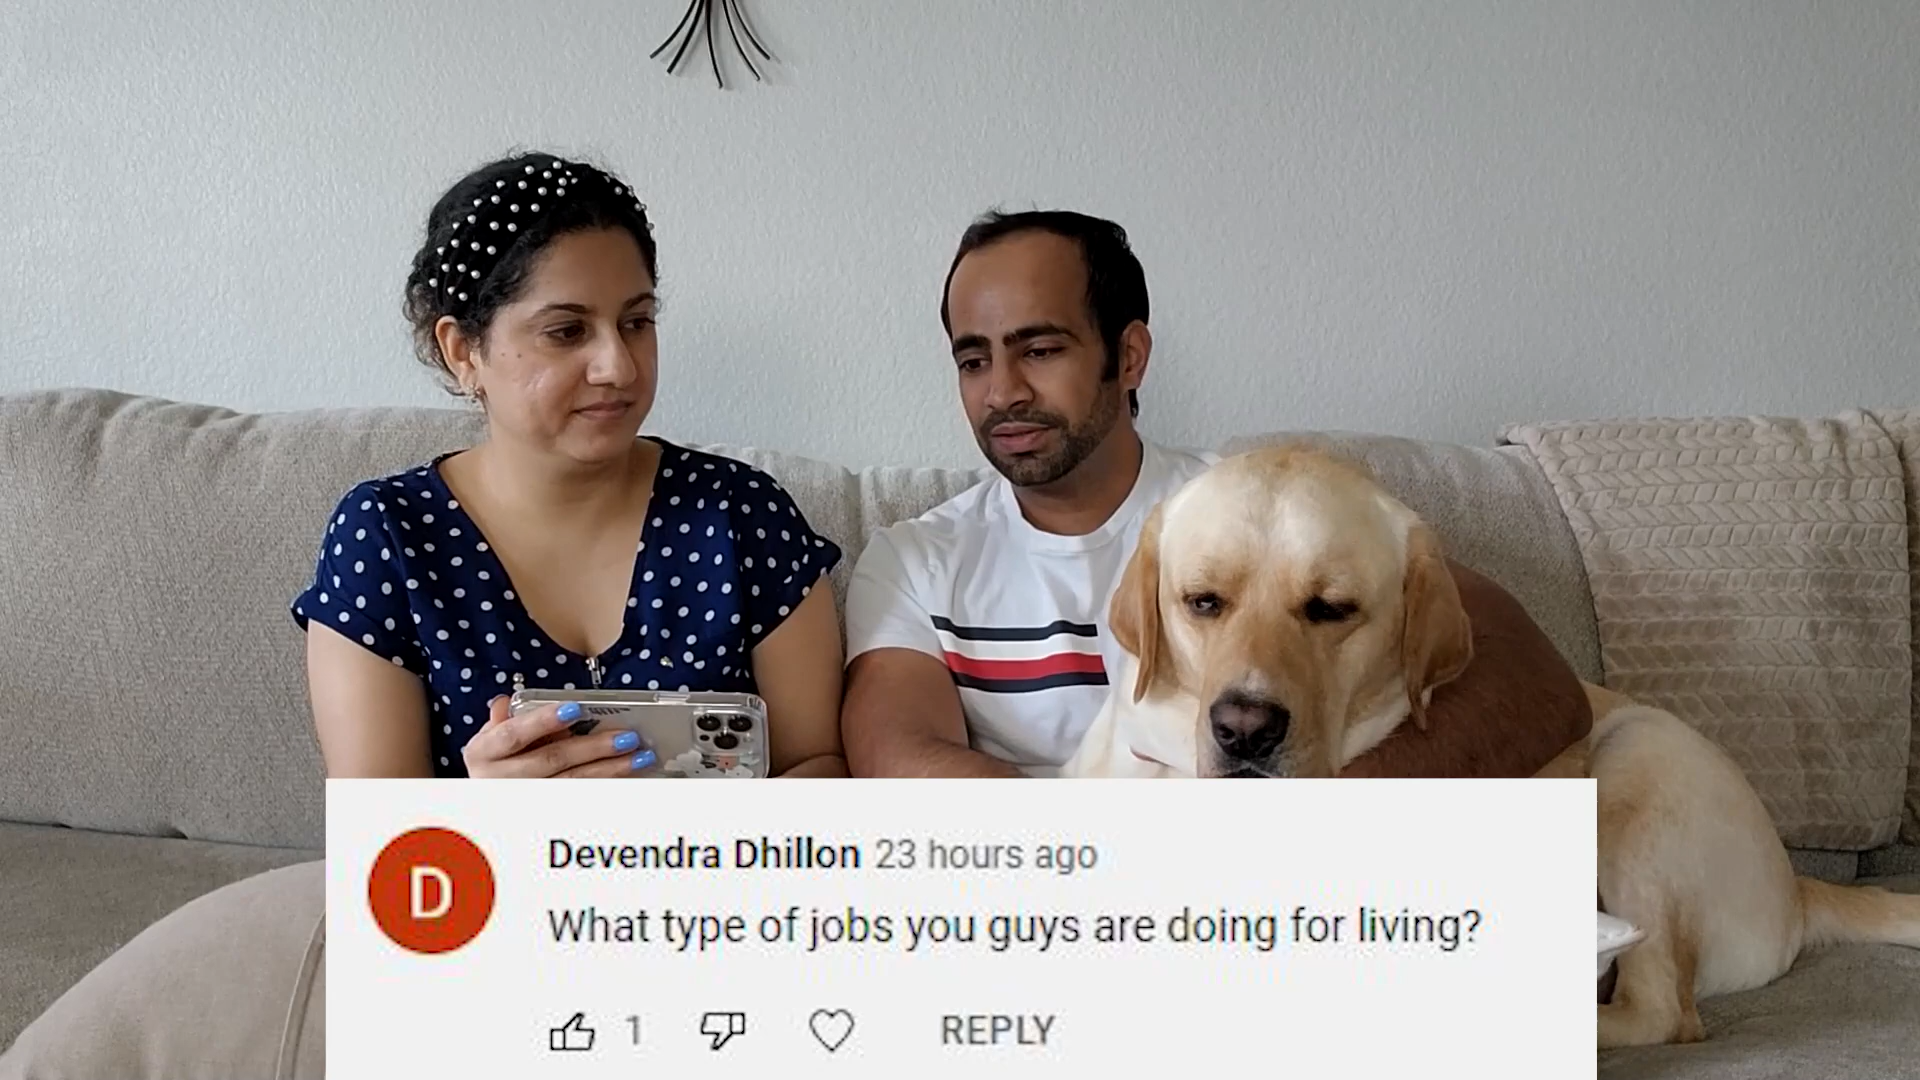 D
Devendra Dhillon 23 hours ago
What type of jobs you guys are doing for living?
1 REPLY